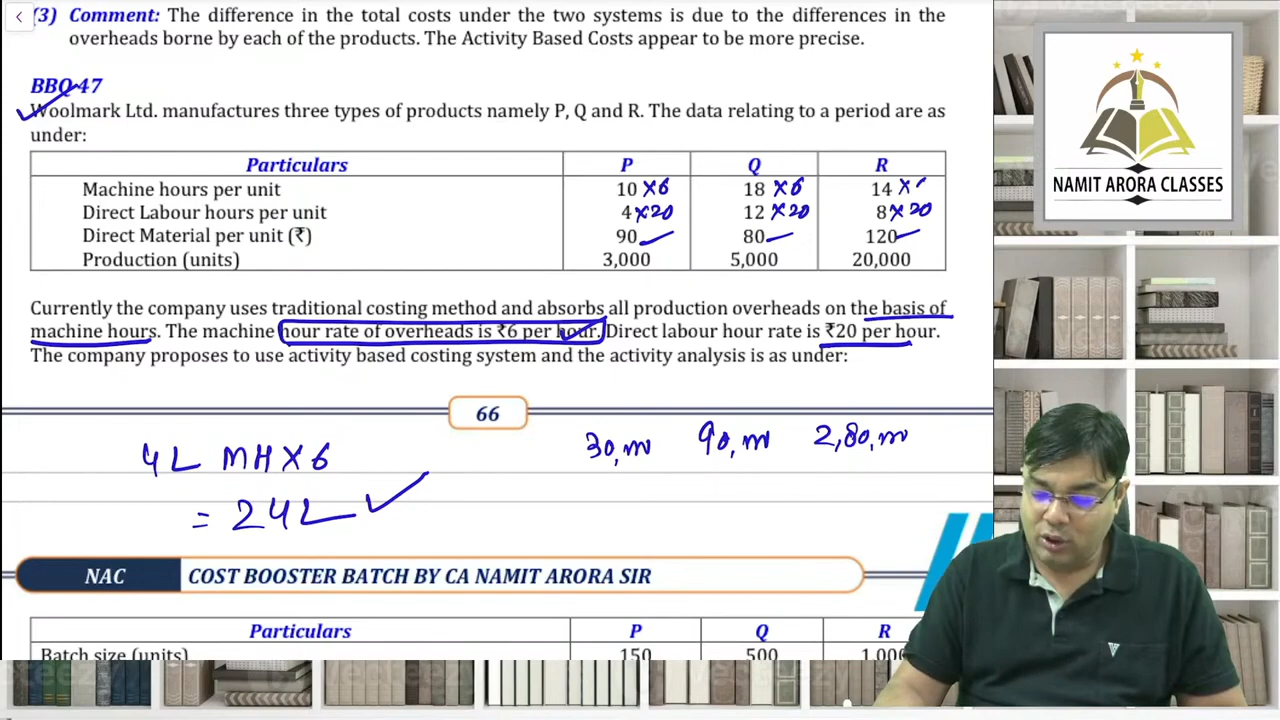 (3) Comment: The difference in the total costs under the two systems is due to the differences in the
overheads borne by each of the products. The Activity Based Costs appear to be more precise.
BBQ 47
Woolmark Ltd. manufactures three types of products namely P, Q and R. The data relating to a period are as
under:
Particulars P Q R
Machine hours per unit 10 ×6 18 ×6 14 ×
Direct Labour hours per unit 4 ×20 12 ×20 8 ×20
Direct Material per unit (₹) 90 80 120
Production (units) 3,000 5,000 20,000
Currently the company uses traditional costing method and absorbs all production overheads on the basis of
machine hours. The machine hour rate of overheads is ₹6 per hour. Direct labour hour rate is ₹20 per hour.
The company proposes to use activity based costing system and the activity analysis is as under:
66
30,m 90,m 2,80,m
4L MH×6
= 24L
NAC COST BOOSTER BATCH BY CA NAMIT ARORA SIR
Particulars P Q R
Batch size (units) 150 500 1,000
NAMIT ARORA CLASSES